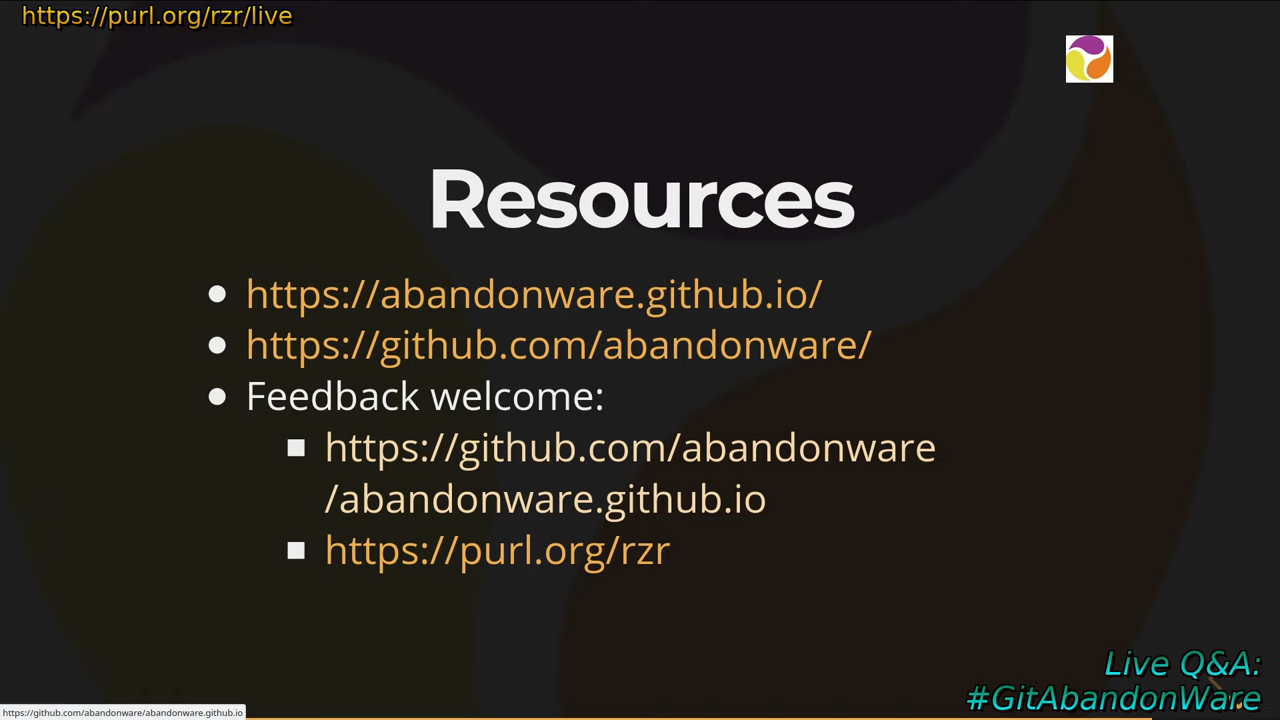 https://purl.org/rzr/live
Resources
https://abandonware.github.io/
https://github.com/abandonware/
Feedback welcome:
https://github.com/abandonware
/abandonware.github.io
https://purl.org/rzr
Live Q&A:
#GitAbandonWare
https://github.com/abandonware/abandonware.github.io